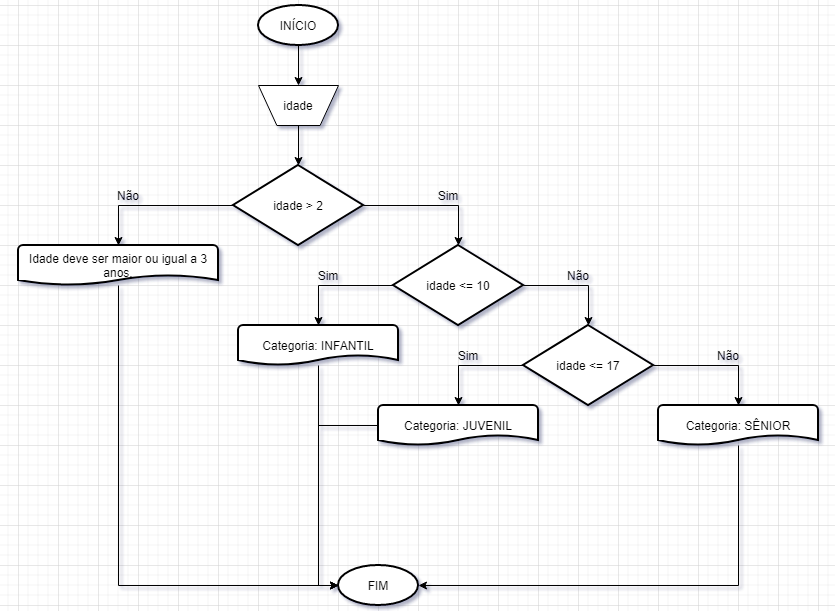 INÍCIO
idade
idade > 2
Não
Sim
Idade deve ser maior ou igual a 3
anos.
idade <= 10
Sim
Não
Categoria: INFANTIL
idade <= 17
Sim
Não
Categoria: JUVENIL
Categoria: SÊNIOR
FIM